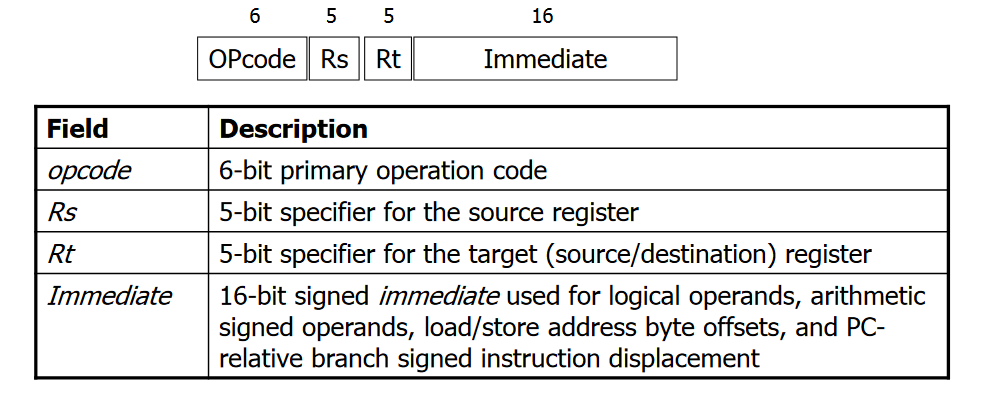 6 5 5 16
OPcode Rs Rt Immediate
Field Description
opcode 6-bit primary operation code
Rs 5-bit specifier for the source register
Rt 5-bit specifier for the target (source/destination) register
Immediate 16-bit signed immediate used for logical operands, arithmetic
signed operands, load/store address byte offsets, and PC-
relative branch signed instruction displacement